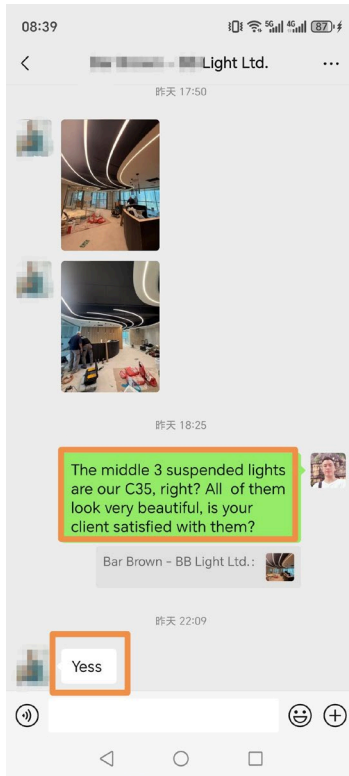 08:39
5G 4G 87
Light Ltd.
昨天 17:50
昨天 18:25
The middle 3 suspended lights
are our C35, right? All of them
look very beautiful, is your
client satisfied with them?
Bar Brown - BB Light Ltd.:
昨天 22:09
Yess